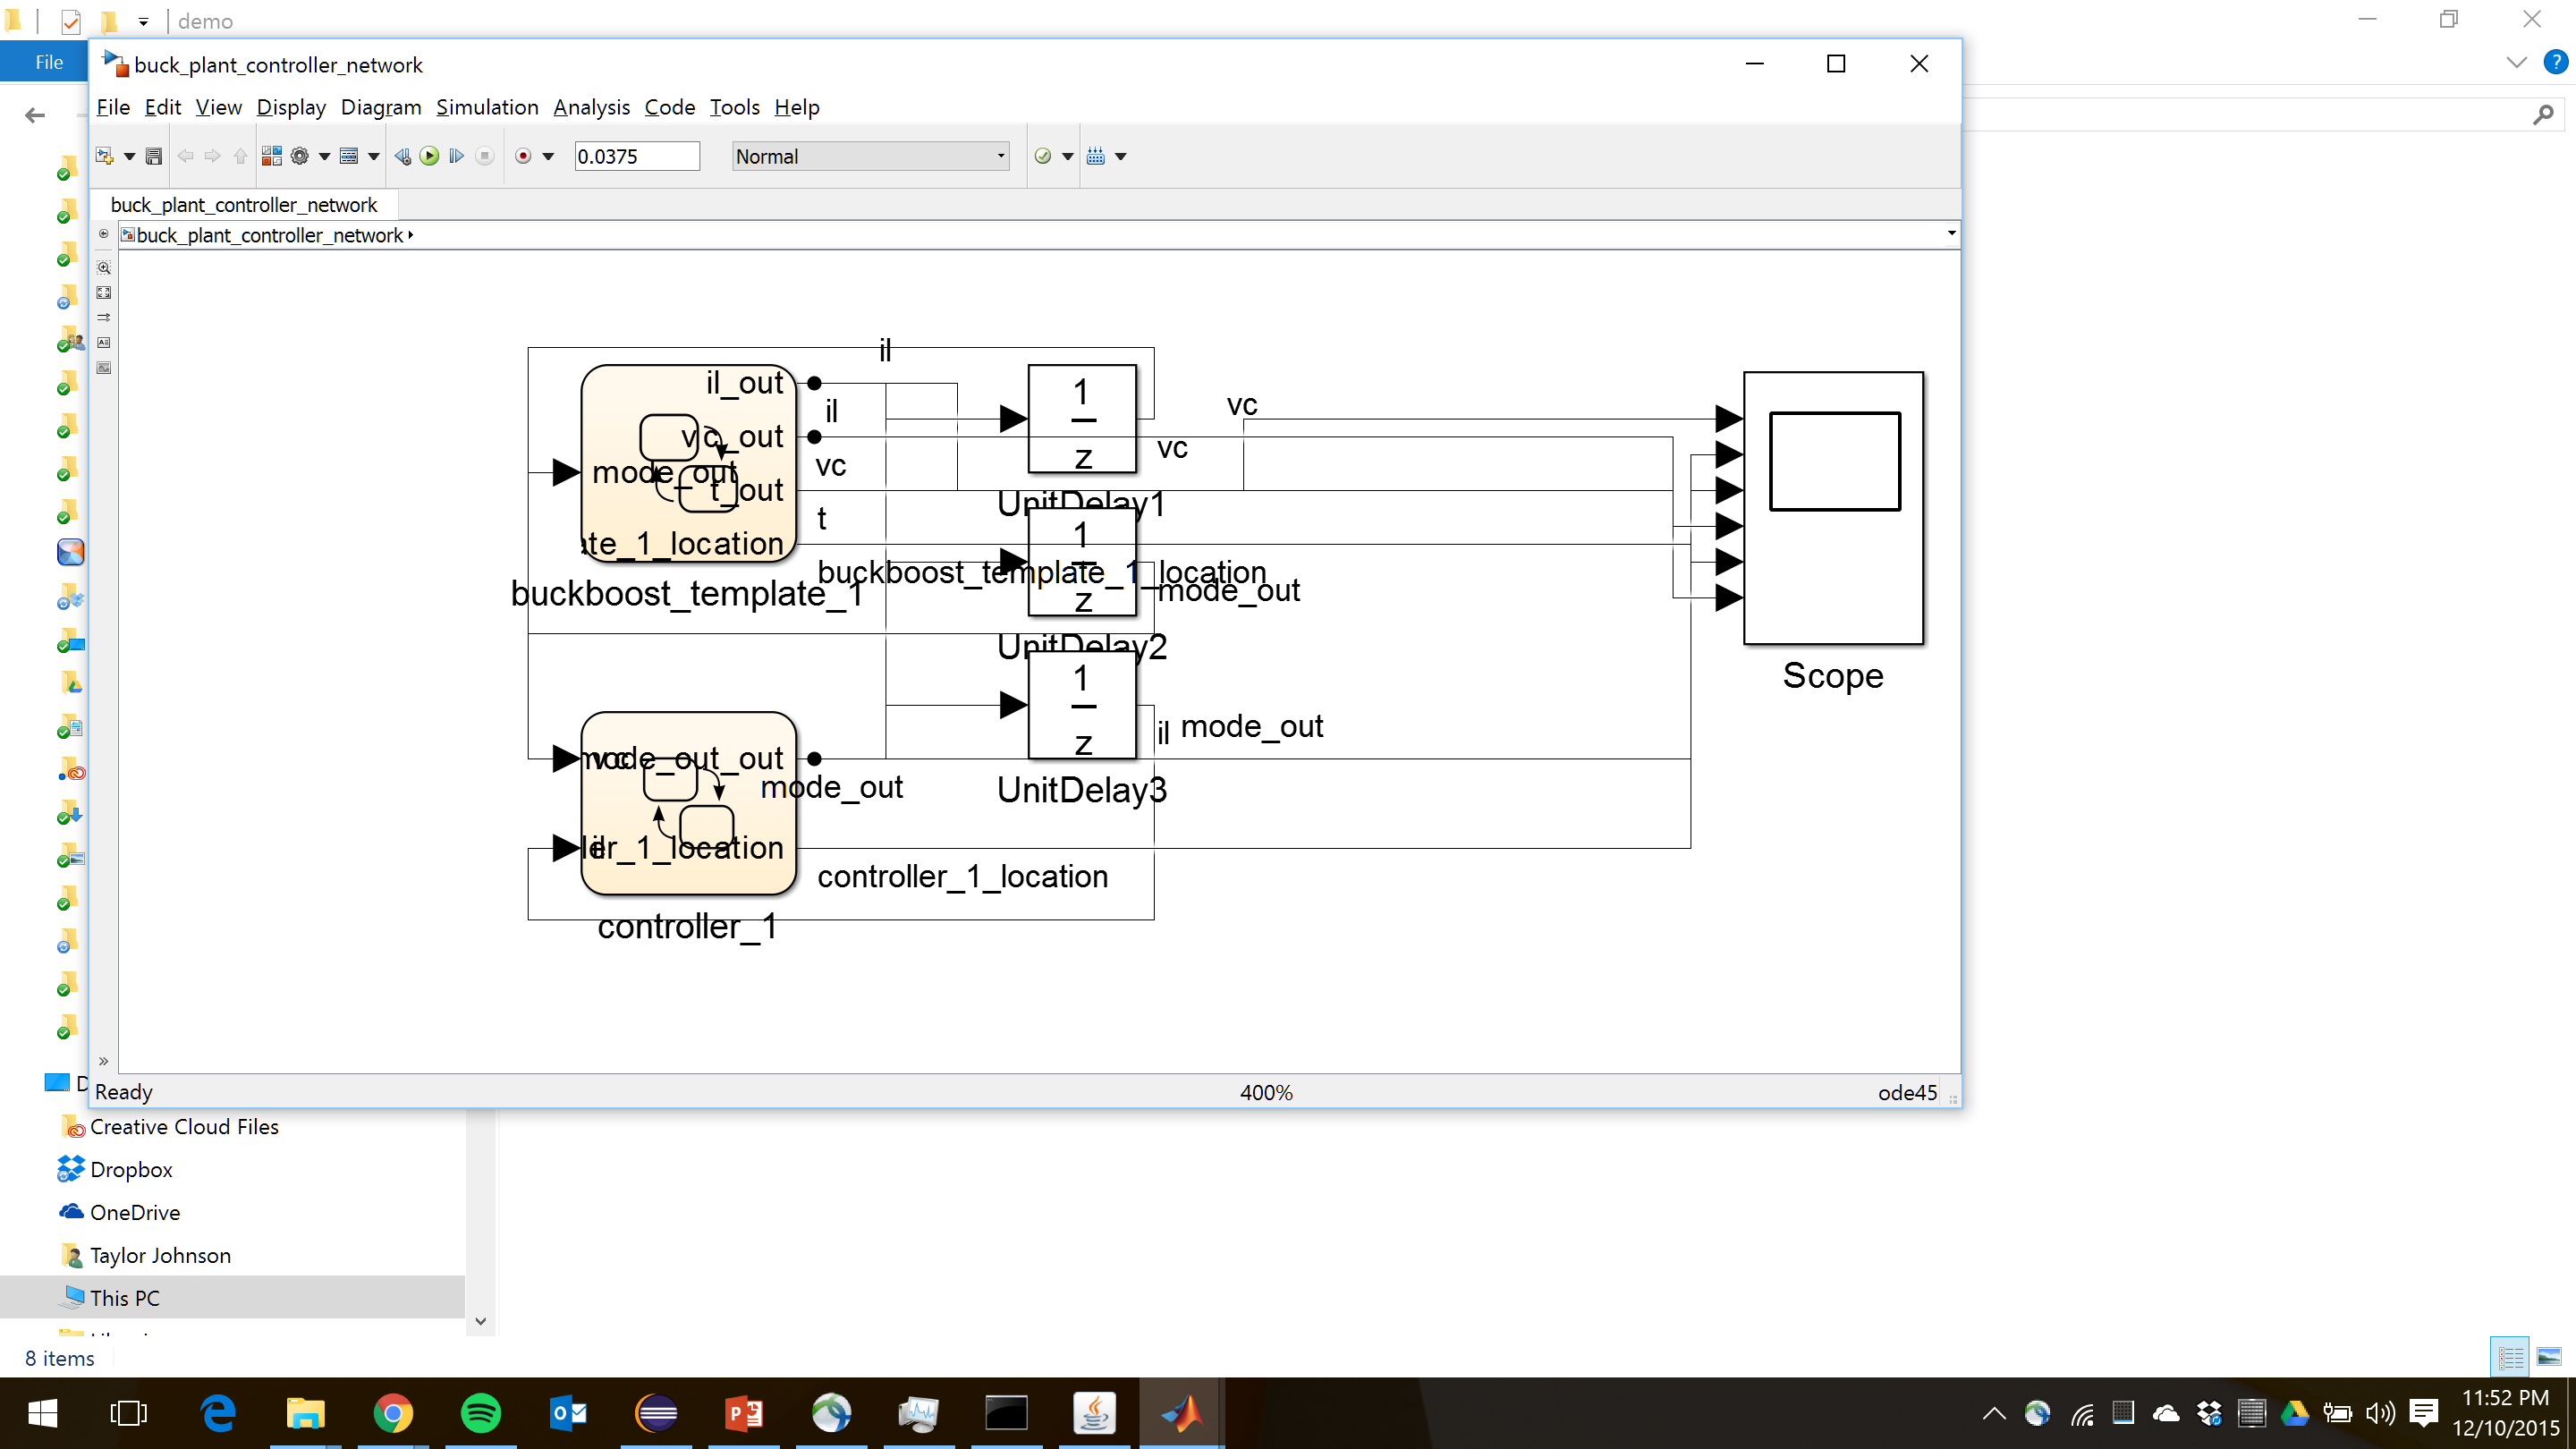 demo
File
buck_plant_controller_network
File Edit View Display Diagram Simulation Analysis Code Tools Help
0.0375
Normal
buck_plant_controller_network
buck_plant_controller_network
il
il_out
il
vc_out
vc
mode_out
t_out
t
ate_1_location
buckboost_template_1_location
buckboost_template_1
1
z
vc
vc
UnitDelay1
1
z
mode_out
UnitDelay2
1
z
il
mode_out
UnitDelay3
Scope
vc
mode_out_out
mode_out
il
ler_1_location
controller_1_location
controller_1
Ready
400%
ode45
D
Creative Cloud Files
Dropbox
OneDrive
Taylor Johnson
This PC
8 items
11:52 PM
12/10/2015